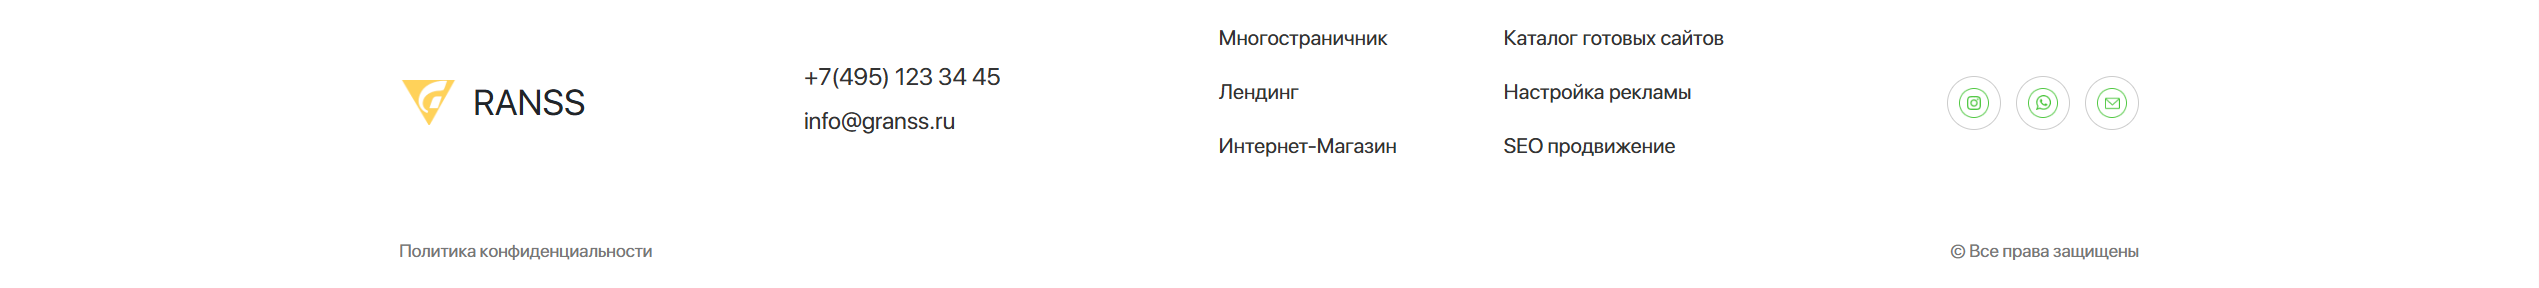 RANSS
+7(495) 123 34 45
info@granss.ru
Многостраничник
Лендинг
Интернет-Магазин
Каталог готовых сайтов
Настройка рекламы
SEO продвижение
Политика конфиденциальности
© Все права защищены